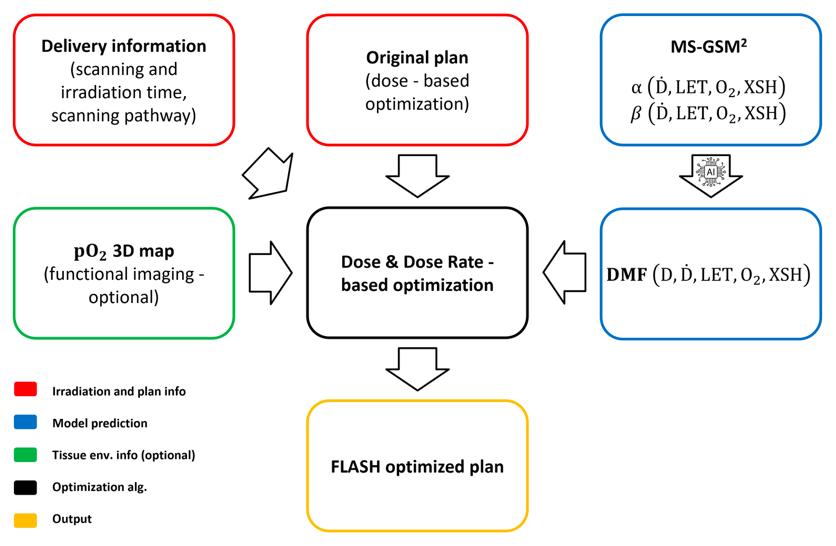 Delivery information
(scanning and
irradiation time,
scanning pathway)
Original plan
(dose - based
optimization)
MS-GSM²
α (Ḋ, LET, O₂, XSH)
β (Ḋ, LET, O₂, XSH)
AI
pO₂ 3D map
(functional imaging -
optional)
Dose & Dose Rate -
based optimization
DMF (D, Ḋ, LET, O₂, XSH)
FLASH optimized plan
Irradiation and plan info
Model prediction
Tissue env. info (optional)
Optimization alg.
Output